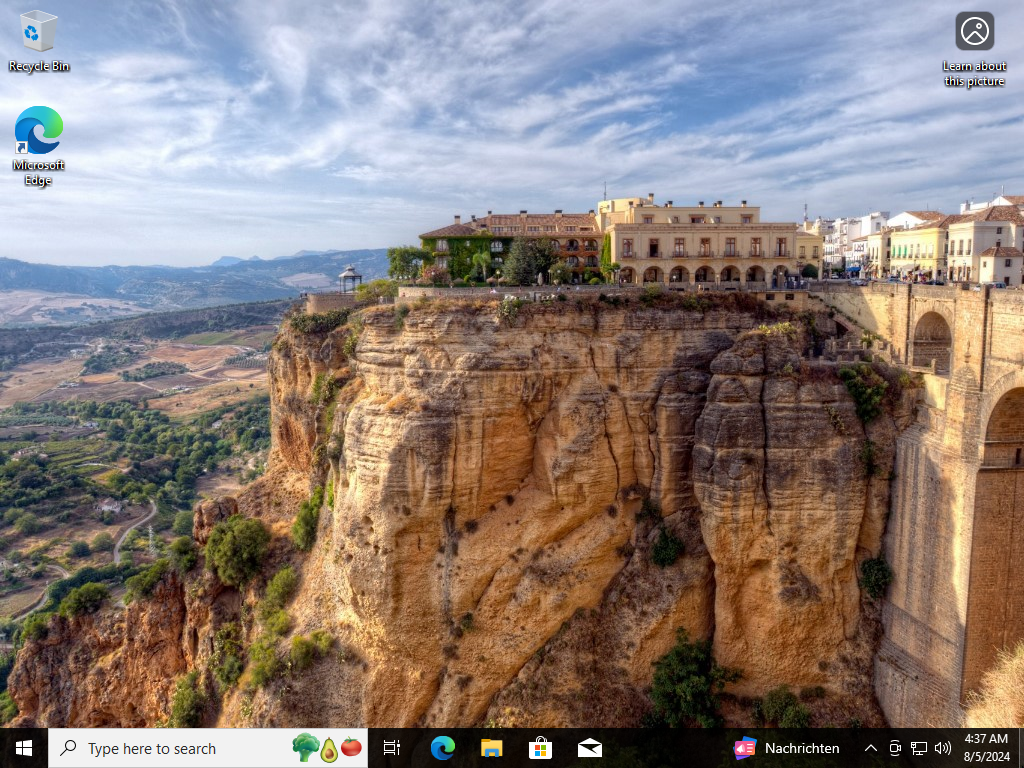 Recycle Bin
Learn about
this picture
Microsoft
Edge
Type here to search
Nachrichten
4:37 AM
8/5/2024